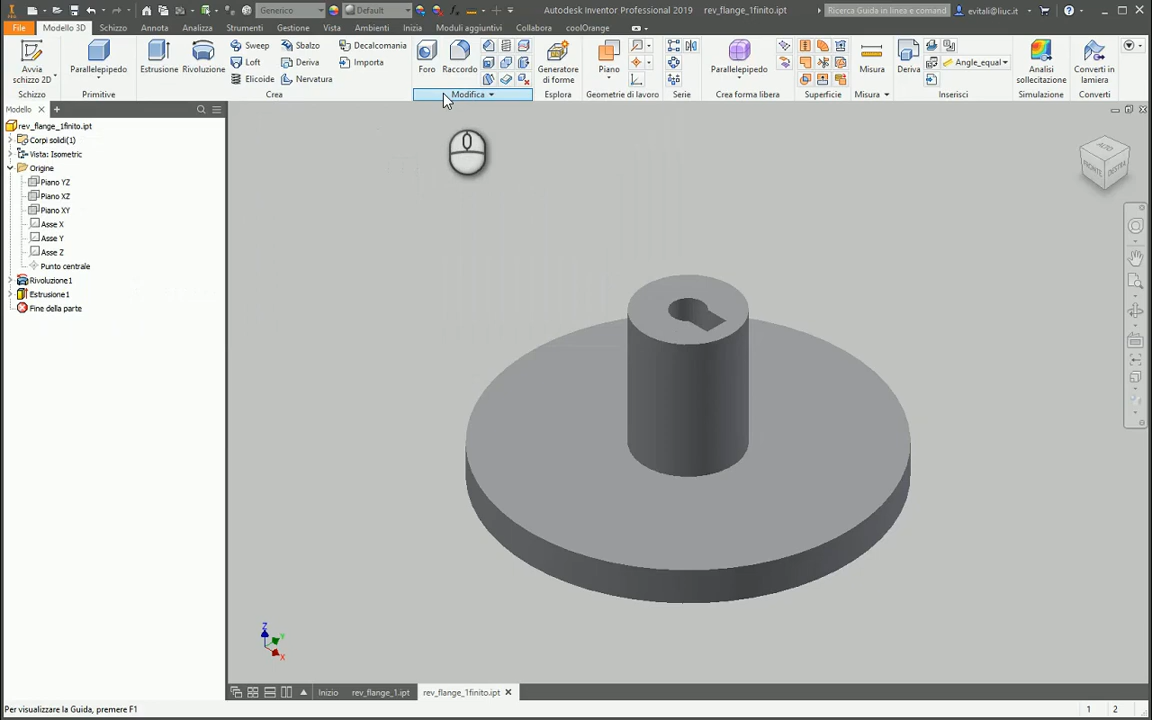 Generico Default Autodesk Inventor Professional 2019 rev_flange_1finito.ipt Ricerca Guida in linea e comand evitali@liuc.it
File Modello 3D Schizzo Annota Analizza Strumenti Gestione Vista Ambienti Inizia Moduli aggiuntivi Collabora coolOrange
Avvia schizzo 2D Parallelepipedo Estrusione Rivoluzione Sweep Sbalzo Decalcomania Foro Raccordo Generatore di forme Piano Parallelepipedo Misura Deriva Angle_equal Analisi sollecitazione Converti in lamiera
Loft Deriva Importa
Elicoide Nervatura
Schizzo Primitive Crea Modifica Esplora Geometrie di lavoro Serie Crea forma libera Superficie Misura Inserisci Simulazione Converti
Modello
rev_flange_1finito.ipt
Corpi solidi(1)
Vista: Isometric
Origine
Piano YZ
Piano XZ
Piano XY
Asse X
Asse Y
Asse Z
Punto centrale
Rivoluzione1
Estrusione1
Fine della parte
ALTO
FRONTE DESTRA
Z
Y
X
Inizio rev_flange_1.ipt rev_flange_1finito.ipt
Per visualizzare la Guida, premere F1 1 2